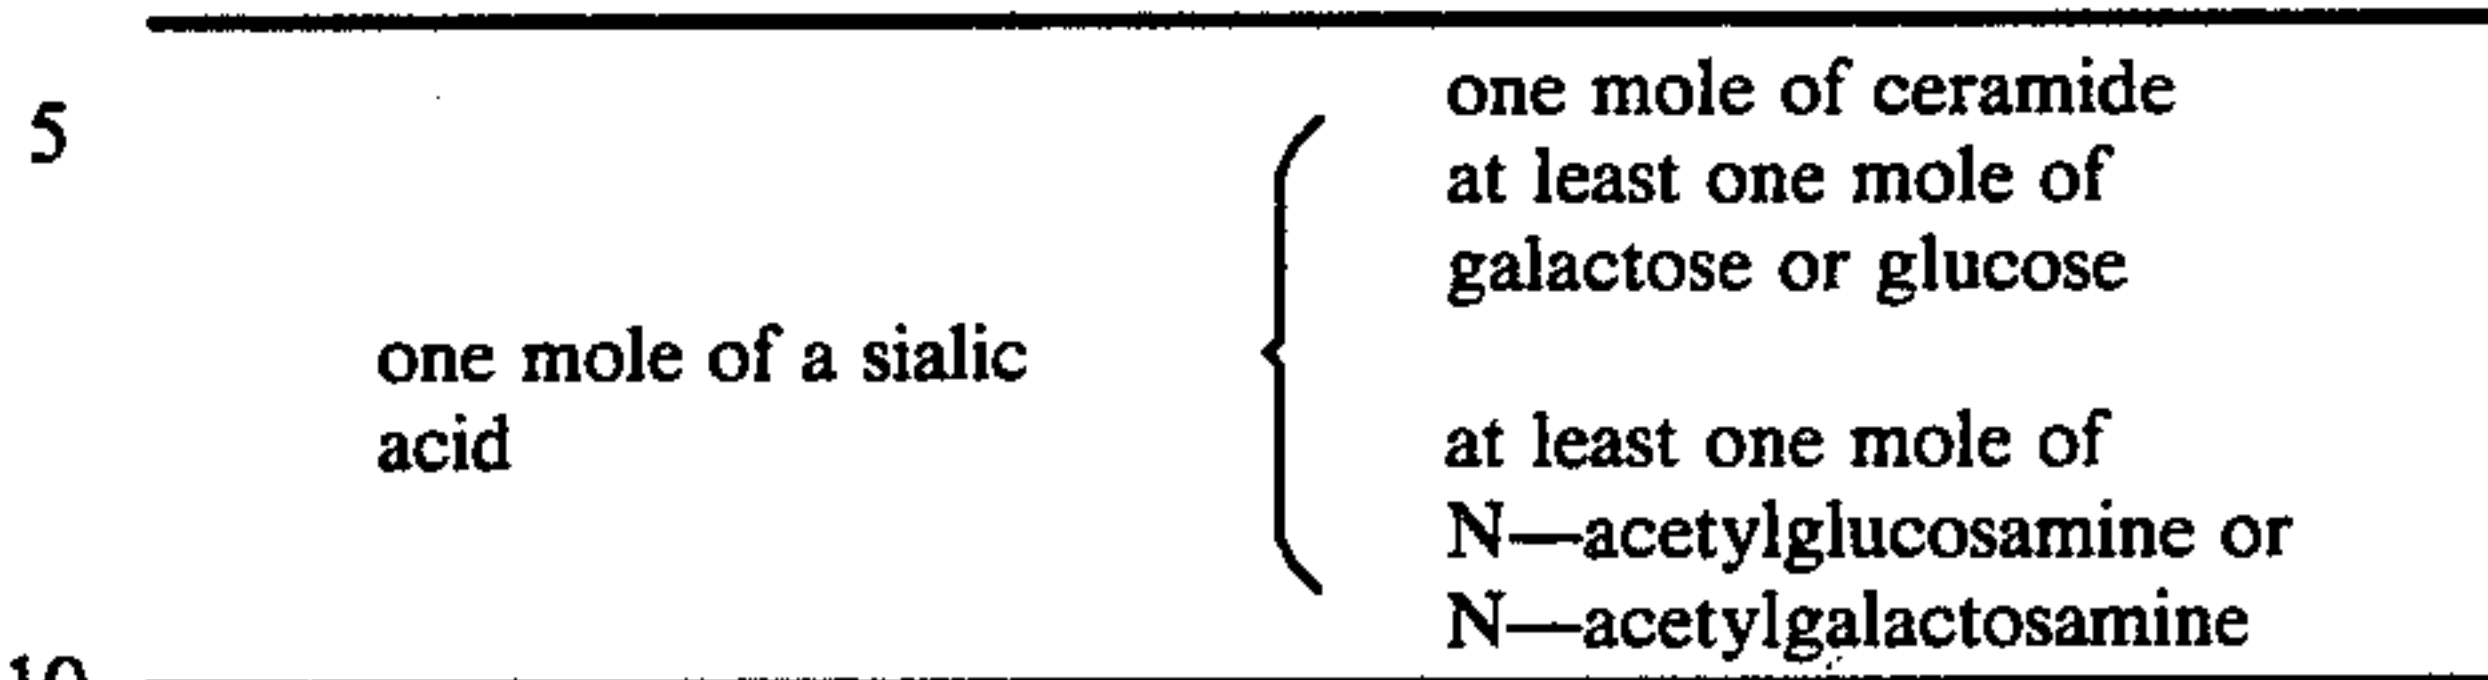 one mole of ceramide
5
at least one mole of
galactose or glucose
one mole of a sialic
acid
at least one mole of
N—acetylglucosamine or
N—acetylgalactosamine
10